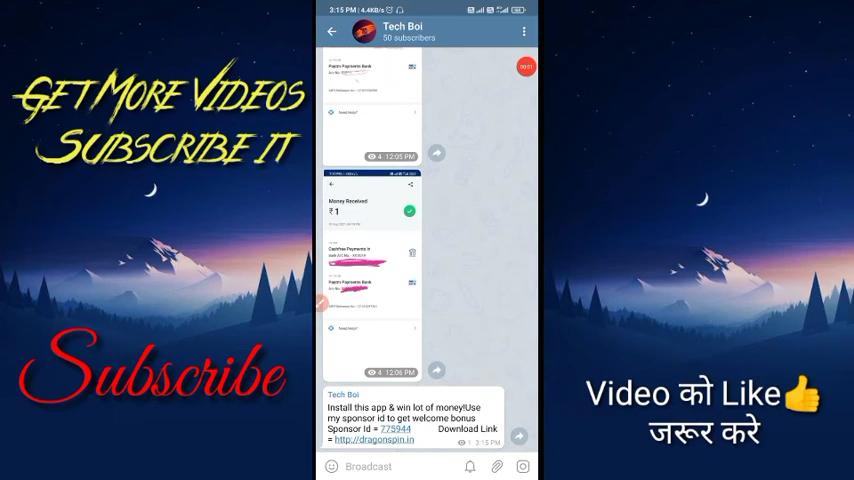 GET MORE VIDEOS
SUBSCRIBE IT
Subscribe
3:15 PM | 4.4KB/s
Tech Boi
50 subscribers
00:01
Paytm Payments Bank
Need Help?
4 12:05 PM
Money Received
₹1
Cashfree Payments In
Paytm Payments Bank
Need Help?
4 12:06 PM
Tech Boi
Install this app & win lot of money!Use
my sponsor id to get welcome bonus
Sponsor Id = 775944 Download Link
= http://dragonspin.in
1 3:15 PM
Broadcast
Video को Like👍
जरूर करे